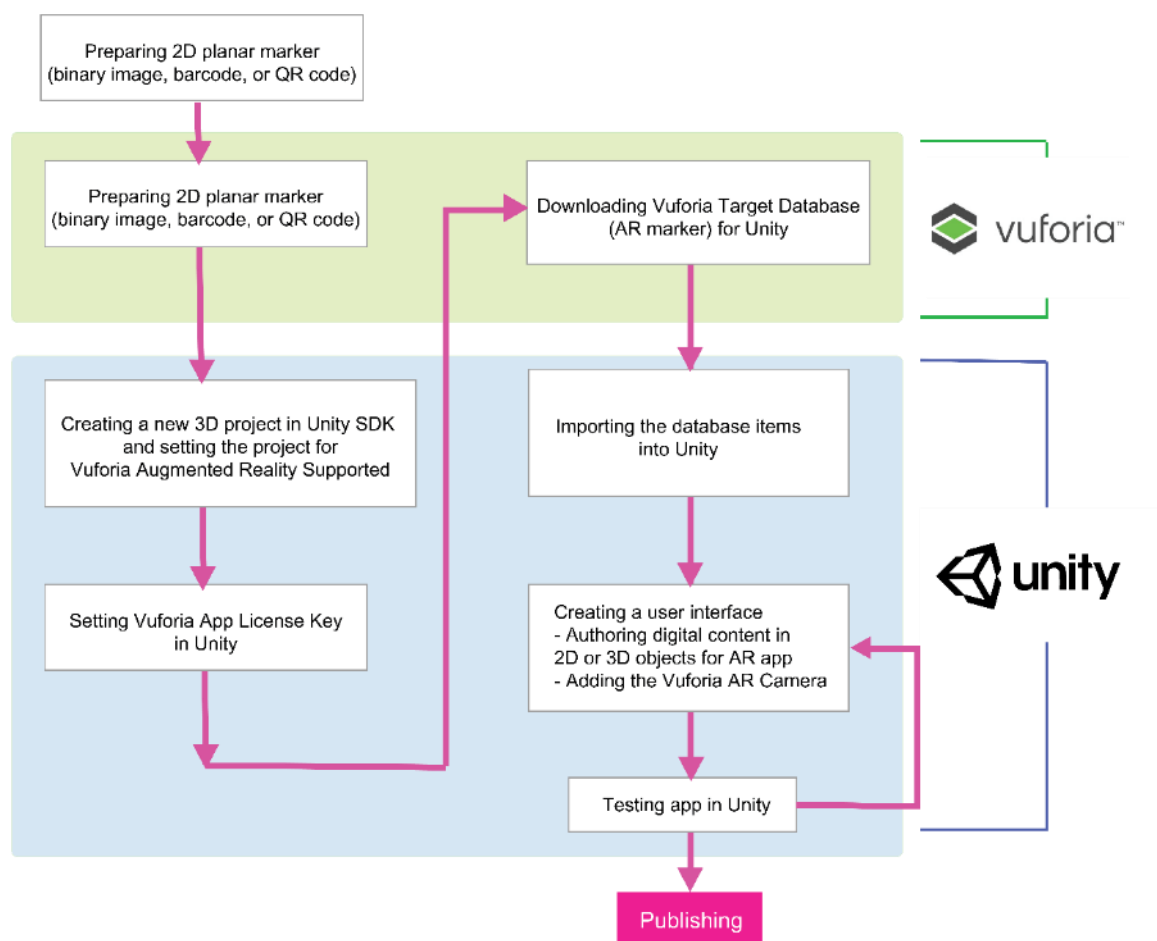 Preparing 2D planar marker
(binary image, barcode, or QR code)
Preparing 2D planar marker
(binary image, barcode, or QR code)
Downloading Vuforia Target Database
(AR marker) for Unity
vuforia™
Creating a new 3D project in Unity SDK
and setting the project for
Vuforia Augmented Reality Supported
Importing the database items
into Unity
unity
Setting Vuforia App License Key
in Unity
Creating a user interface
- Authoring digital content in
2D or 3D objects for AR app
- Adding the Vuforia AR Camera
Testing app in Unity
Publishing